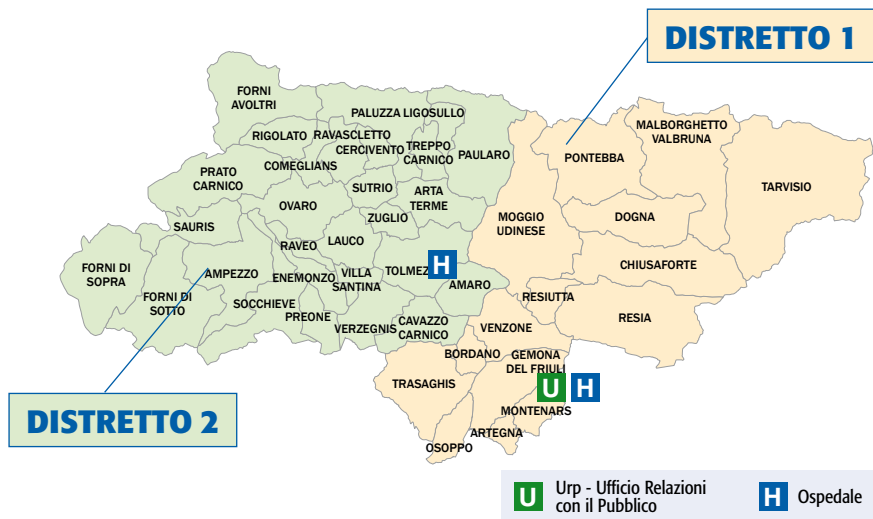 DISTRETTO 1
FORNI
AVOLTRI
PALUZZA
LIGOSULLO
MALBORGHETTO
VALBRUNA
RIGOLATO
RAVASCLETTO
CERCIVENTO
TREPPO
CARNICO
PAULARO
PONTEBBA
COMEGLIANS
PRATO
CARNICO
SUTRIO
ARTA
TERME
TARVISIO
OVARO
ZUGLIO
MOGGIO
UDINESE
DOGNA
SAURIS
RAVEO
LAUCO
FORNI DI
SOPRA
AMPEZZO
ENEMONZO
VILLA
SANTINA
TOLMEZ
H
AMARO
CHIUSAFORTE
FORNI DI
SOTTO
SOCCHIEVE
PREONE
VERZEGNIS
CAVAZZO
CARNICO
RESIUTTA
RESIA
VENZONE
BORDANO
GEMONA
DEL FRIULI
TRASAGHIS
U
H
MONTENARS
ARTEGNA
OSOPPO
DISTRETTO 2
U
Urp - Ufficio Relazioni
con il Pubblico
H
Ospedale